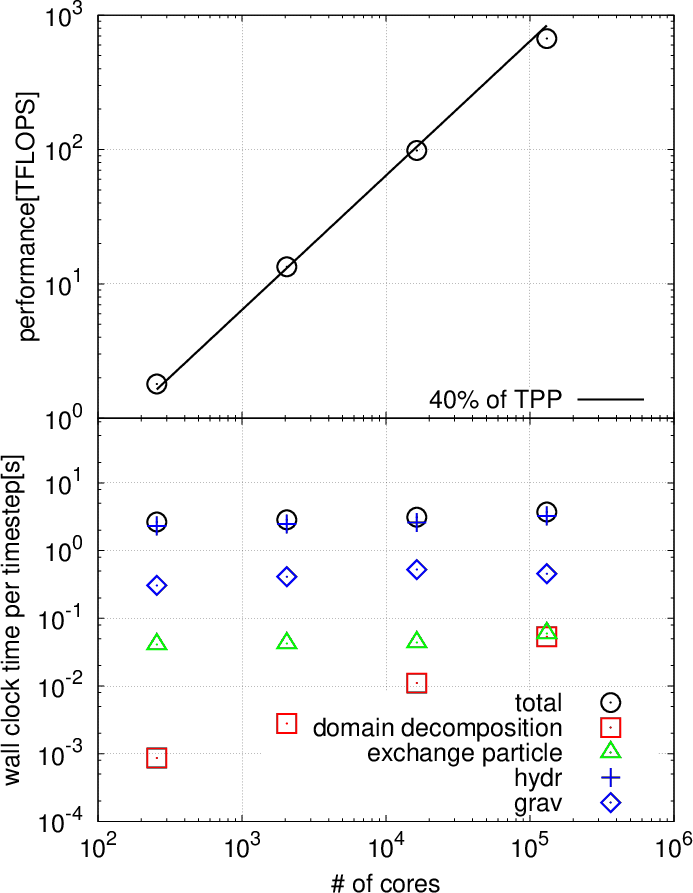 10^3
10^2
10^1
10^0
performance[TFLOPS]
40% of TPP
10^1
10^0
10^-1
10^-2
10^-3
10^-4
wall clock time per timestep[s]
total
domain decomposition
exchange particle
hydr
grav
10^2 10^3 10^4 10^5 10^6
# of cores